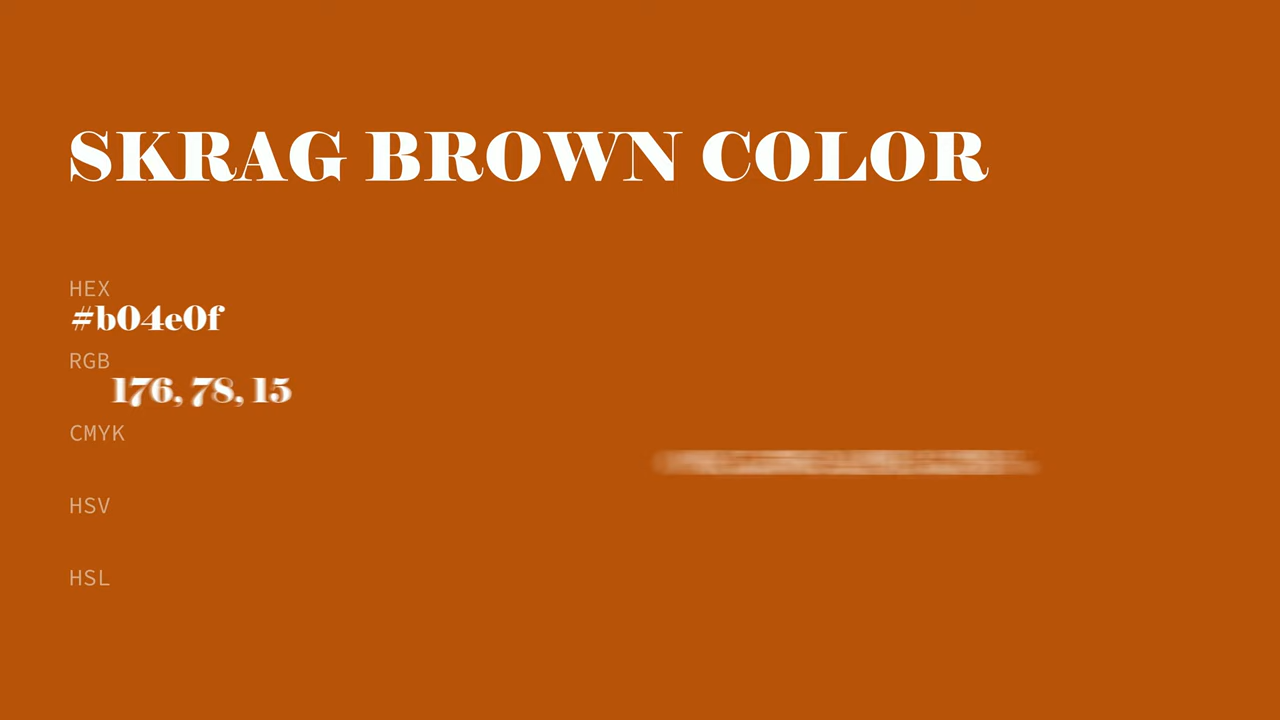 SKRAG BROWN COLOR
HEX
#b04e0f
RGB
176, 78, 15
CMYK
HSV
HSL